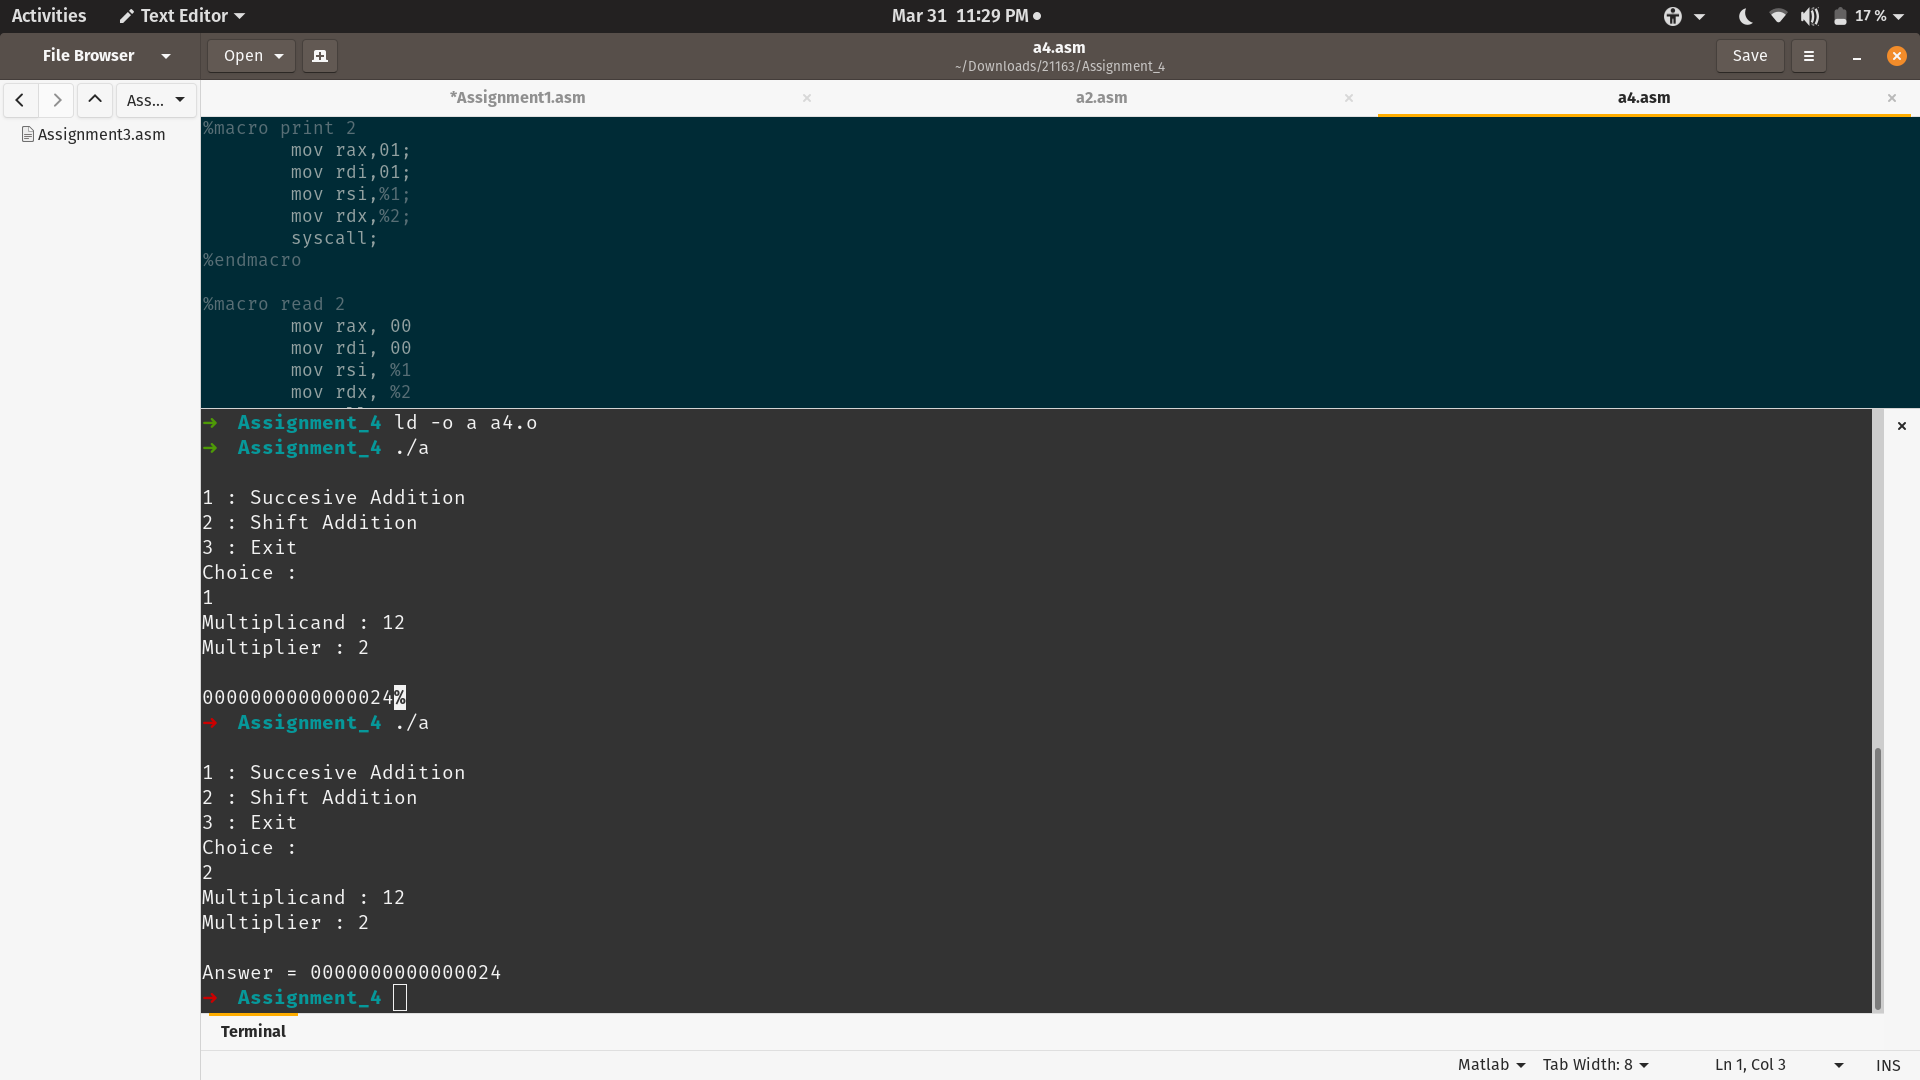 Activities Text Editor Mar 31 11:29 PM 17 %
File Browser Open a4.asm Save
~/Downloads/21163/Assignment_4
Ass... *Assignment1.asm a2.asm a4.asm
Assignment3.asm
%macro print 2
mov rax,01;
mov rdi,01;
mov rsi,%1;
mov rdx,%2;
syscall;
%endmacro
%macro read 2
mov rax, 00
mov rdi, 00
mov rsi, %1
mov rdx, %2
→ Assignment_4 ld -o a a4.o
→ Assignment_4 ./a
1 : Succesive Addition
2 : Shift Addition
3 : Exit
Choice :
1
Multiplicand : 12
Multiplier : 2
0000000000000024%
→ Assignment_4 ./a
1 : Succesive Addition
2 : Shift Addition
3 : Exit
Choice :
2
Multiplicand : 12
Multiplier : 2
Answer = 0000000000000024
→ Assignment_4
Terminal
Matlab Tab Width: 8 Ln 1, Col 3 INS